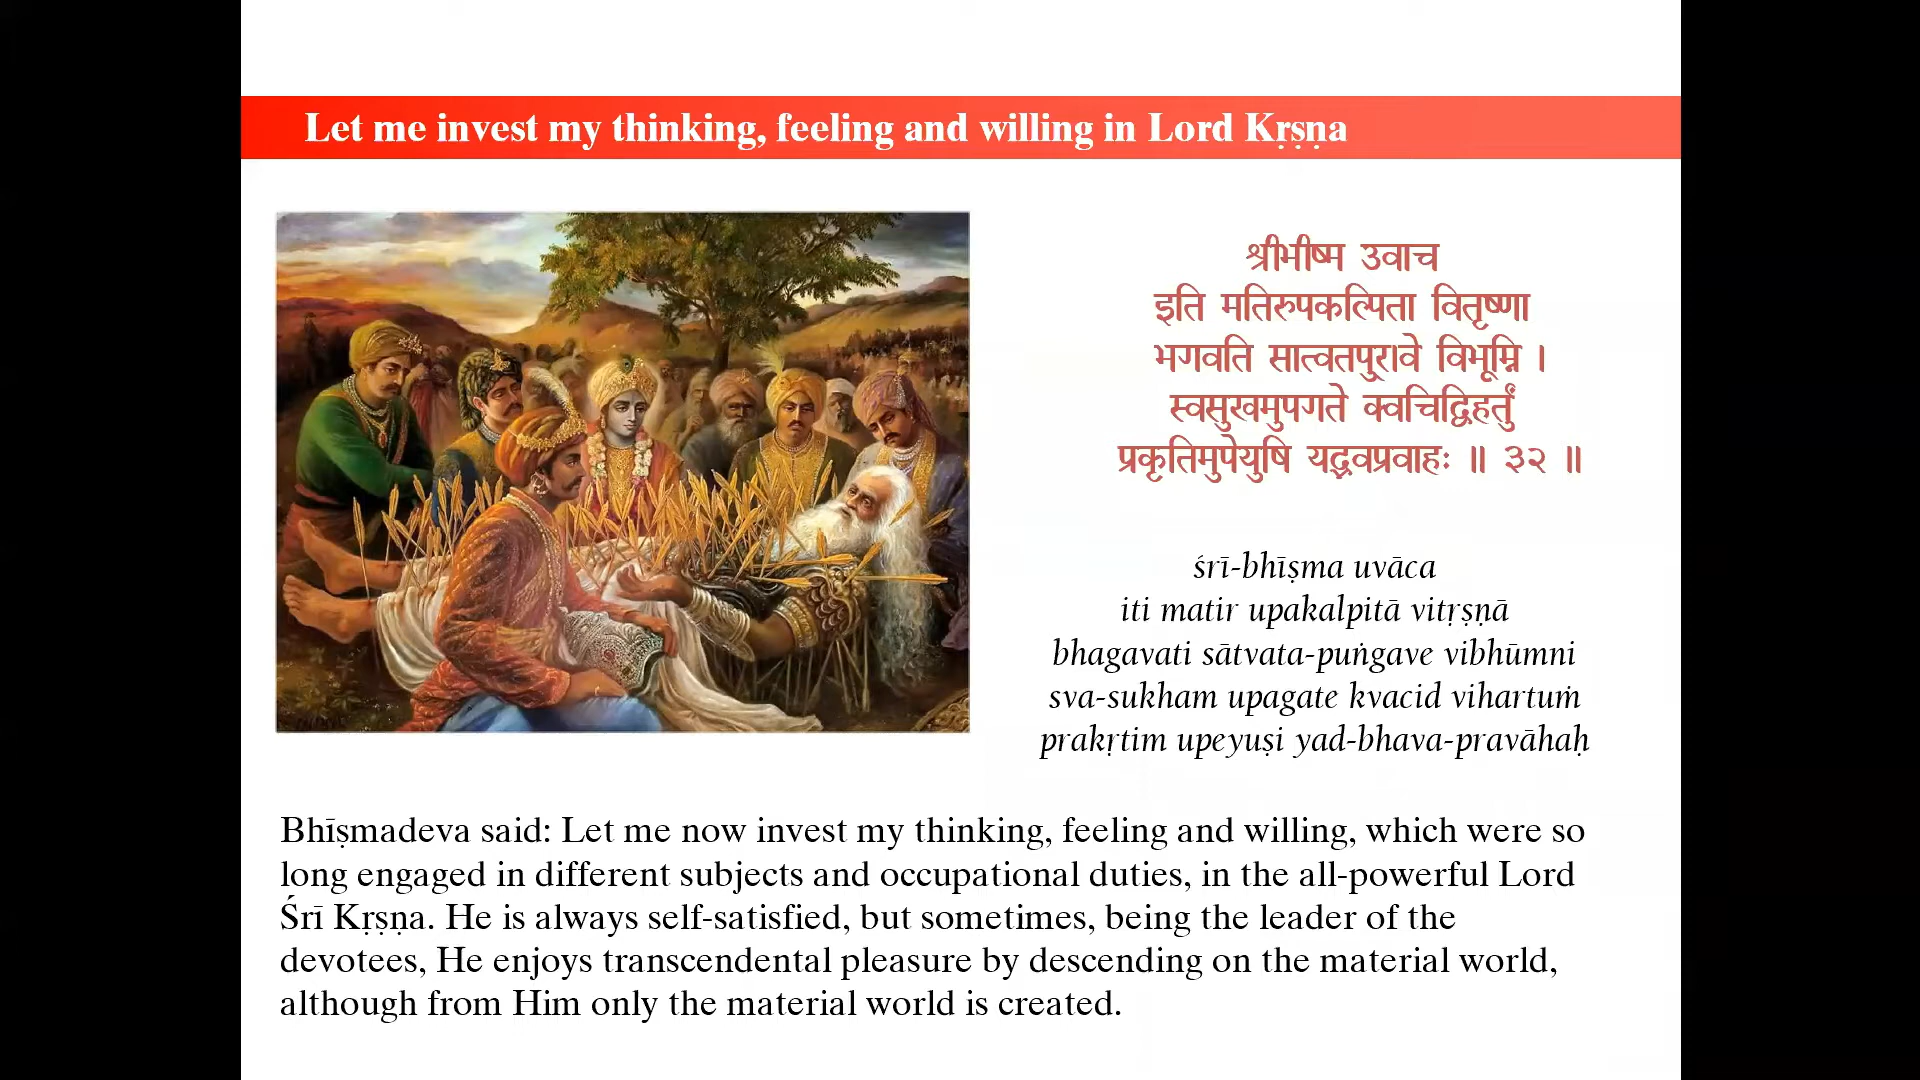 Let me invest my thinking, feeling and willing in Lord Kṛṣṇa
श्रीभीष्म उवाच
इति मतिरुपकल्पिता वितृष्णा
भगवति सात्वतपुरावे विभूम्नि ।
स्वसुखमुपगते क्वचिद्विहर्तुं
प्रकृतिमुपेयुषि यद्भवप्रवाहः ॥ ३२ ॥
śrī-bhīṣma uvāca
iti matir upakalpitā vitṛṣṇā
bhagavati sātvata-puṅgave vibhūmni
sva-sukham upagate kvacid vihartuṁ
prakṛtim upeyuṣi yad-bhava-pravāhaḥ
Bhīṣmadeva said: Let me now invest my thinking, feeling and willing, which were so
long engaged in different subjects and occupational duties, in the all-powerful Lord
Śrī Kṛṣṇa. He is always self-satisfied, but sometimes, being the leader of the
devotees, He enjoys transcendental pleasure by descending on the material world,
although from Him only the material world is created.